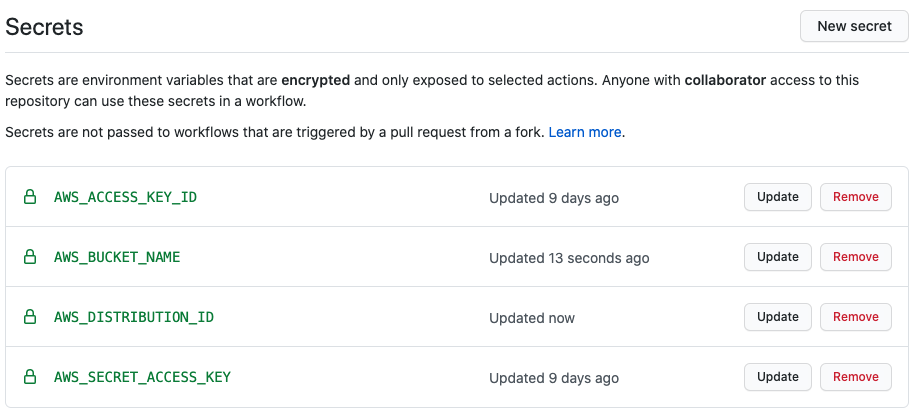 Secrets
New secret
Secrets are environment variables that are encrypted and only exposed to selected actions. Anyone with collaborator access to this
repository can use these secrets in a workflow.
Secrets are not passed to workflows that are triggered by a pull request from a fork. Learn more.
AWS_ACCESS_KEY_ID Updated 9 days ago Update Remove
AWS_BUCKET_NAME Updated 13 seconds ago Update Remove
AWS_DISTRIBUTION_ID Updated now Update Remove
AWS_SECRET_ACCESS_KEY Updated 9 days ago Update Remove